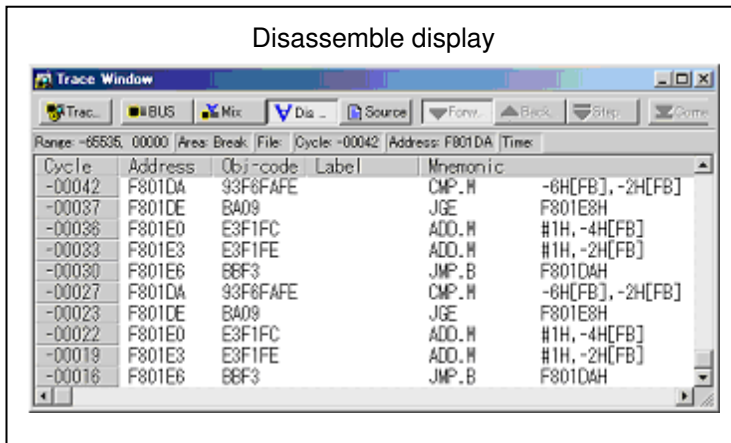 Disassemble display
Trace Window
Trac... BUS Mix Dis ... Source Forw.. Back. Step Come
Range: -65535, 00000 Area: Break File: Cycle: -00042 Address: F801DA Time:
Cycle Address Obj-code Label Mnemonic
-00042 F801DA 93F6FAFE CMP.W -6H[FB],-2H[FB]
-00037 F801DE BA09 JGE F801E8H
-00036 F801E0 E3F1FC ADD.W #1H,-4H[FB]
-00033 F801E3 E3F1FE ADD.W #1H,-2H[FB]
-00030 F801E6 BBF3 JMP.B F801DAH
-00027 F801DA 93F6FAFE CMP.W -6H[FB],-2H[FB]
-00023 F801DE BA09 JGE F801E8H
-00022 F801E0 E3F1FC ADD.W #1H,-4H[FB]
-00019 F801E3 E3F1FE ADD.W #1H,-2H[FB]
-00016 F801E6 BBF3 JMP.B F801DAH